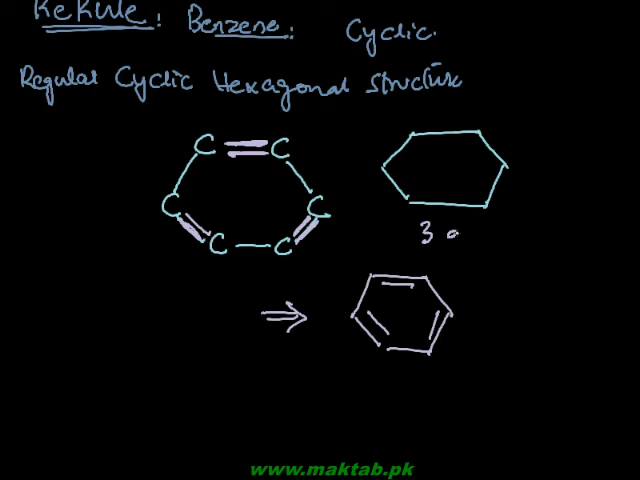 Kekule: Benzene: Cyclic.
Regular Cyclic Hexagonal structure
C C
C C
C C
3
www.maktab.pk